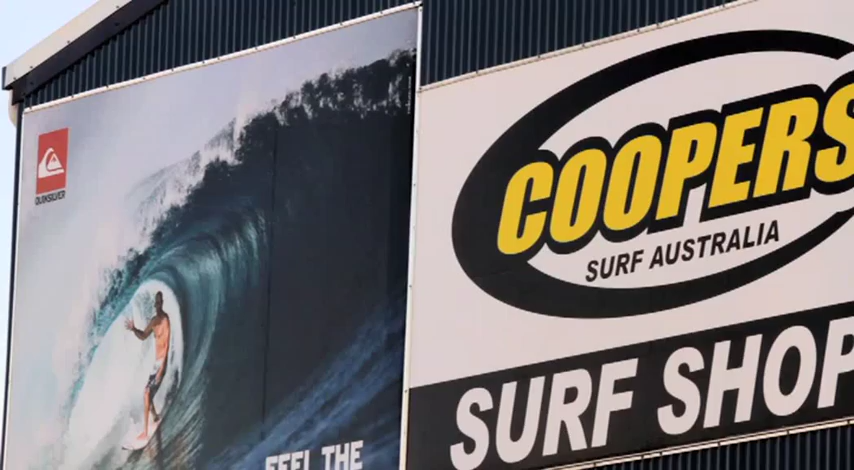 QUIKSILVER
FEEL THE
COOPERS
SURF AUSTRALIA
SURF SHOP